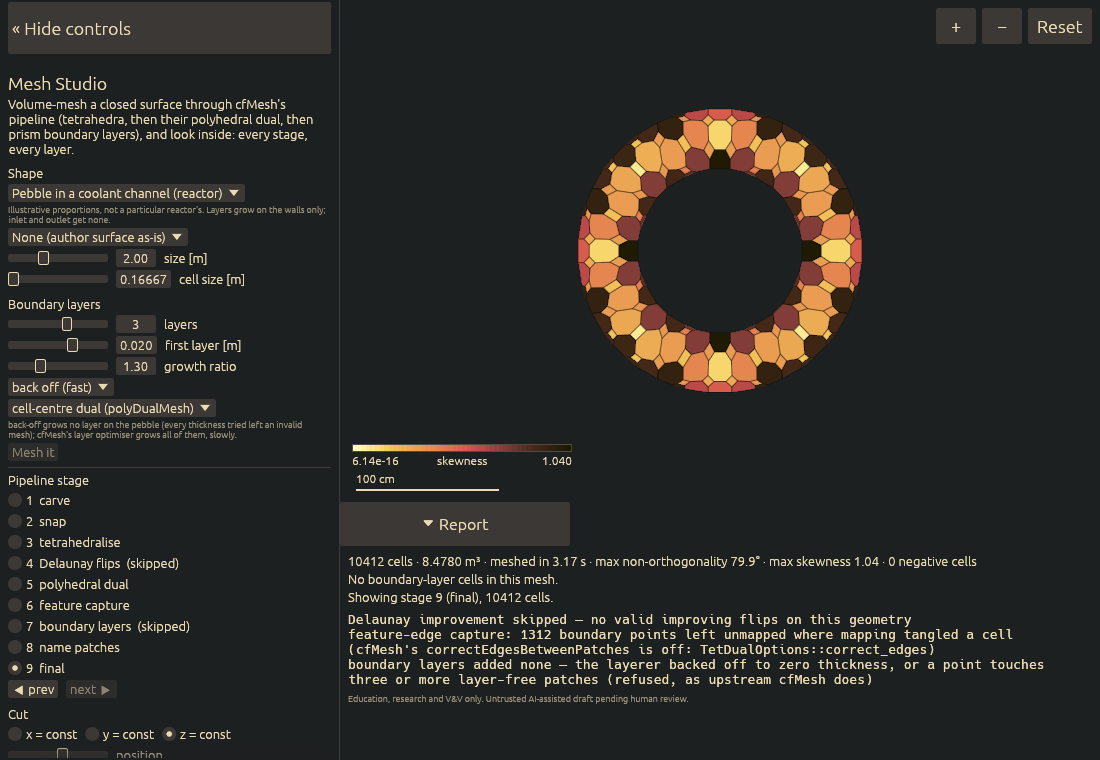 « Hide controls
Mesh Studio
Volume-mesh a closed surface through cfMesh's
pipeline (tetrahedra, then their polyhedral dual, then
prism boundary layers), and look inside: every stage,
every layer.
Shape
Pebble in a coolant channel (reactor)
Illustrative proportions, not a particular reactor's. Layers grow on the walls only;
inlet and outlet get none.
None (author surface as-is)
2.00 size [m]
0.16667 cell size [m]
Boundary layers
3 layers
0.020 first layer [m]
1.30 growth ratio
back off (fast)
cell-centre dual (polyDualMesh)
back-off grows no layer on the pebble (every thickness tried left an invalid
mesh); cfMesh's layer optimiser grows all of them, slowly.
Mesh it
Pipeline stage
1 carve
2 snap
3 tetrahedralise
4 Delaunay flips (skipped)
5 polyhedral dual
6 feature capture
7 boundary layers (skipped)
8 name patches
9 final
◀ prev next ▶
Cut
x = const y = const z = const
position
+ − Reset
6.14e-16 skewness 1.040
100 cm
Report
10412 cells · 8.4780 m³ · meshed in 3.17 s · max non-orthogonality 79.9° · max skewness 1.04 · 0 negative cells
No boundary-layer cells in this mesh.
Showing stage 9 (final), 10412 cells.
Delaunay improvement skipped — no valid improving flips on this geometry
feature-edge capture: 1312 boundary points left unmapped where mapping tangled a cell
(cfMesh's correctEdgesBetweenPatches is off: TetDualOptions::correct_edges)
boundary layers added none — the layerer backed off to zero thickness, or a point touches
three or more layer-free patches (refused, as upstream cfMesh does)
Education, research and V&V only. Untrusted AI-assisted draft pending human review.